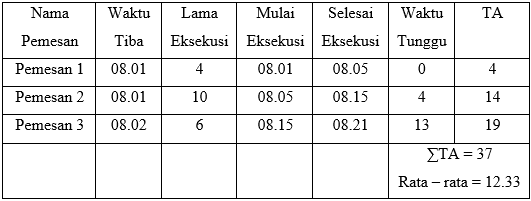 Nama Pemesan | Waktu Tiba | Lama Eksekusi | Mulai Eksekusi | Selesai Eksekusi | Waktu Tunggu | TA
Pemesan 1 | 08.01 | 4 | 08.01 | 08.05 | 0 | 4
Pemesan 2 | 08.01 | 10 | 08.05 | 08.15 | 4 | 14
Pemesan 3 | 08.02 | 6 | 08.15 | 08.21 | 13 | 19
∑TA = 37
Rata – rata = 12.33